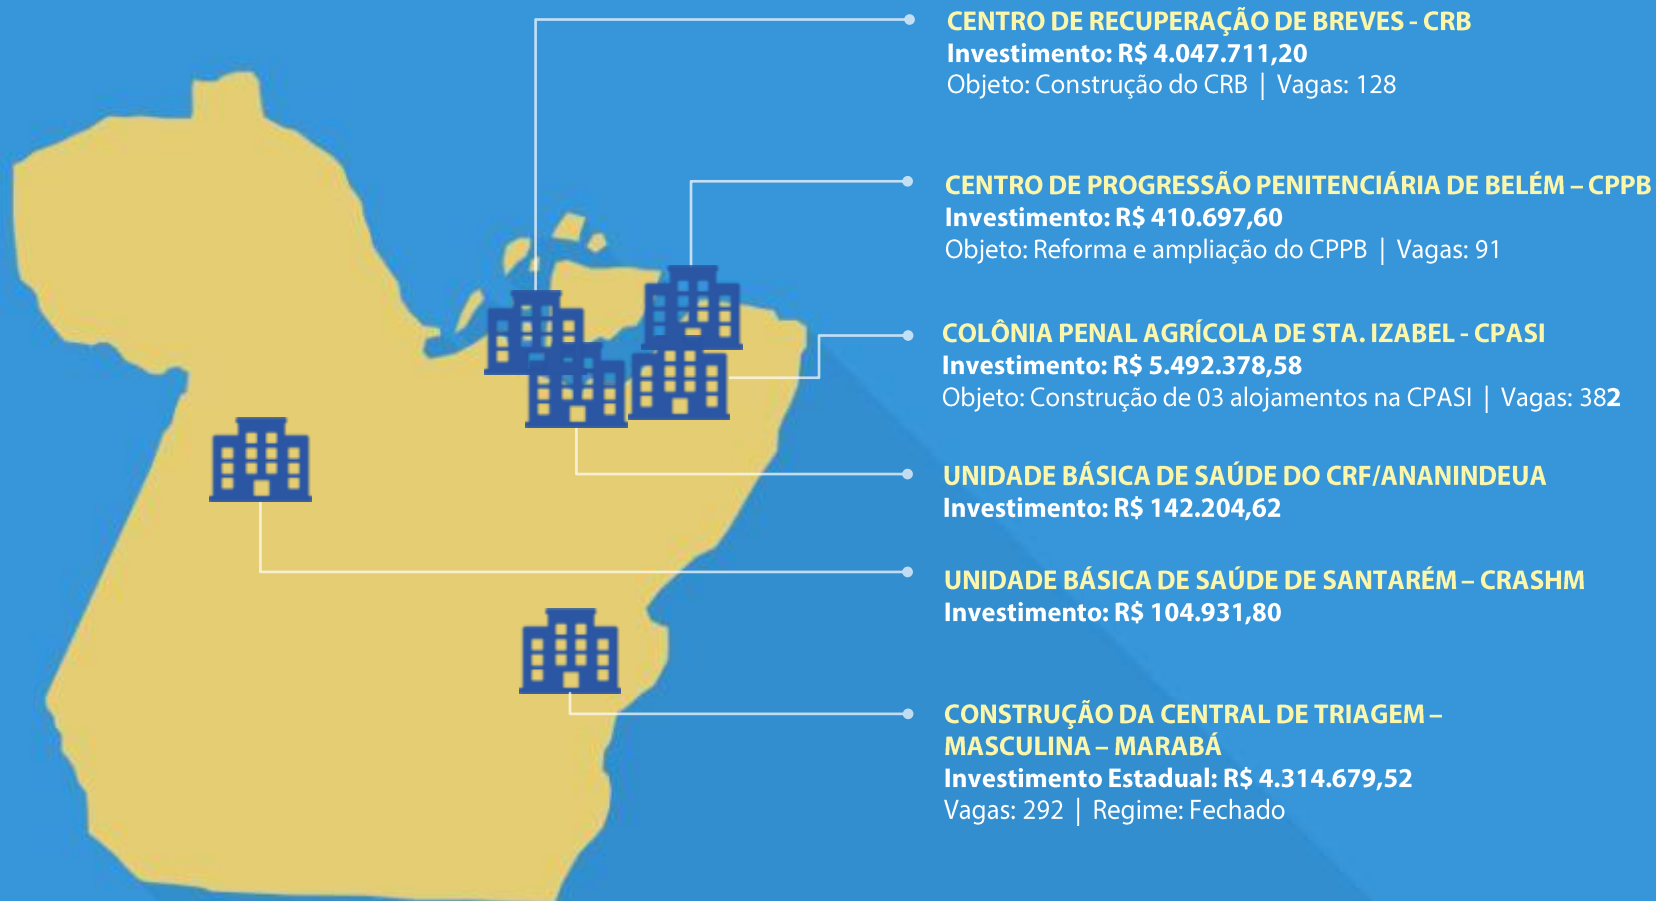 CENTRO DE RECUPERAÇÃO DE BREVES - CRB
Investimento: R$ 4.047.711,20
Objeto: Construção do CRB | Vagas: 128
CENTRO DE PROGRESSÃO PENITENCIÁRIA DE BELÉM – CPPB
Investimento: R$ 410.697,60
Objeto: Reforma e ampliação do CPPB | Vagas: 91
COLÔNIA PENAL AGRÍCOLA DE STA. IZABEL - CPASI
Investimento: R$ 5.492.378,58
Objeto: Construção de 03 alojamentos na CPASI | Vagas: 382
UNIDADE BÁSICA DE SAÚDE DO CRF/ANANINDEUA
Investimento: R$ 142.204,62
UNIDADE BÁSICA DE SAÚDE DE SANTARÉM – CRASHM
Investimento: R$ 104.931,80
CONSTRUÇÃO DA CENTRAL DE TRIAGEM –
MASCULINA – MARABÁ
Investimento Estadual: R$ 4.314.679,52
Vagas: 292 | Regime: Fechado